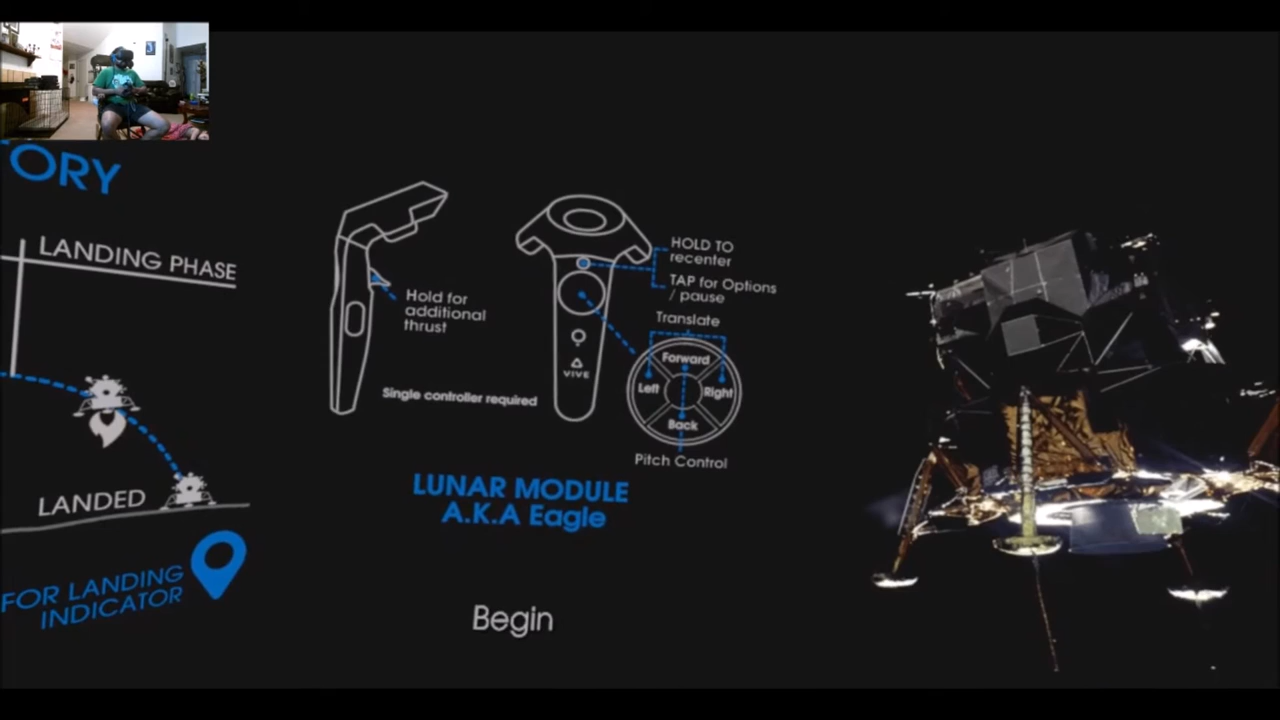 ORY
LANDING PHASE
LANDED
FOR LANDING
INDICATOR
Hold for
additional
thrust
Single controller required
VIVE
HOLD TO
recenter
TAP for Options
/ pause
Translate
Forward
Left
Right
Back
Pitch Control
LUNAR MODULE
A.K.A Eagle
Begin